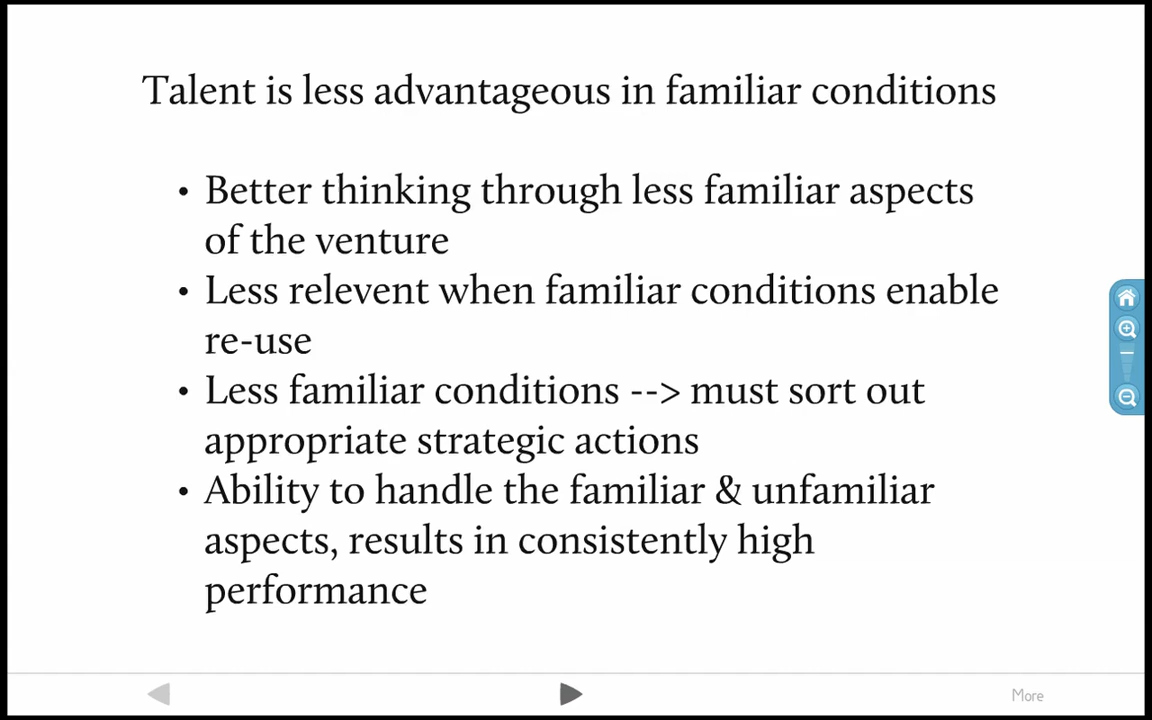 Talent is less advantageous in familiar conditions
• Better thinking through less familiar aspects
of the venture
• Less relevent when familiar conditions enable
re-use
• Less familiar conditions --> must sort out
appropriate strategic actions
• Ability to handle the familiar & unfamiliar
aspects, results in consistently high
performance
More